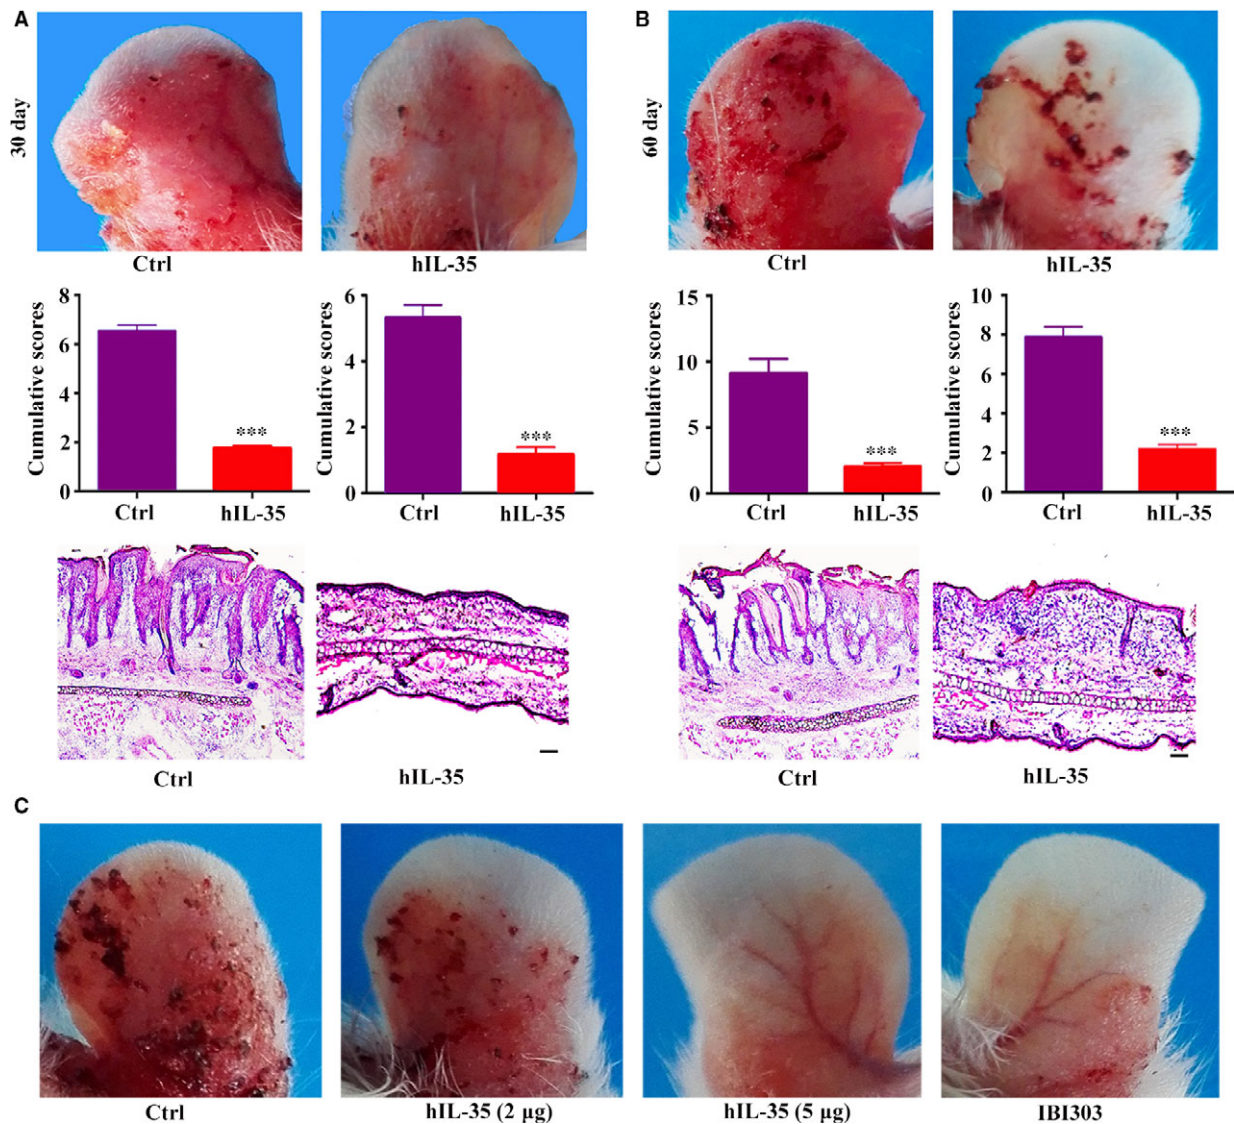 A
B
30 day
60 day
Ctrl
hIL-35
Ctrl
hIL-35
Cumulative scores
8
6
4
2
0
***
Ctrl
hIL-35
Cumulative scores
6
4
2
0
***
Ctrl
hIL-35
Cumulative scores
15
10
5
0
***
Ctrl
hIL-35
Cumulative scores
10
8
6
4
2
0
***
Ctrl
hIL-35
Ctrl
hIL-35
Ctrl
hIL-35
C
Ctrl
hIL-35 (2 µg)
hIL-35 (5 µg)
IBI303